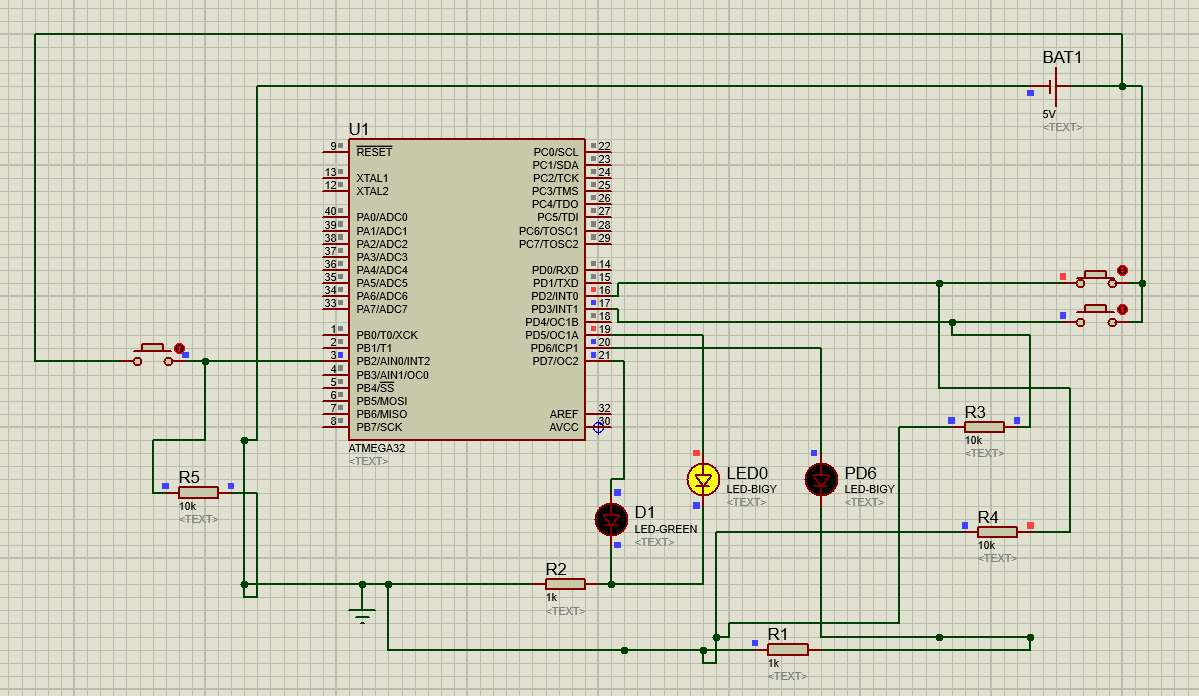 BAT1
5V
<TEXT>
U1
9 RESET
13 XTAL1
12 XTAL2
40 PA0/ADC0
39 PA1/ADC1
38 PA2/ADC2
37 PA3/ADC3
36 PA4/ADC4
35 PA5/ADC5
34 PA6/ADC6
33 PA7/ADC7
1 PB0/T0/XCK
2 PB1/T1
3 PB2/AIN0/INT2
4 PB3/AIN1/OC0
5 PB4/SS
6 PB5/MOSI
7 PB6/MISO
8 PB7/SCK
PC0/SCL 22
PC1/SDA 23
PC2/TCK 24
PC3/TMS 25
PC4/TDO 26
PC5/TDI 27
PC6/TOSC1 28
PC7/TOSC2 29
PD0/RXD 14
PD1/TXD 15
PD2/INT0 16
PD3/INT1 17
PD4/OC1B 18
PD5/OC1A 19
PD6/ICP1 20
PD7/OC2 21
AREF 32
AVCC 30
ATMEGA32
<TEXT>
R3
10k
<TEXT>
R5
10k
<TEXT>
LED0
LED-BIGY
<TEXT>
PD6
LED-BIGY
<TEXT>
D1
LED-GREEN
<TEXT>
R4
10k
<TEXT>
R2
1k
<TEXT>
R1
1k
<TEXT>